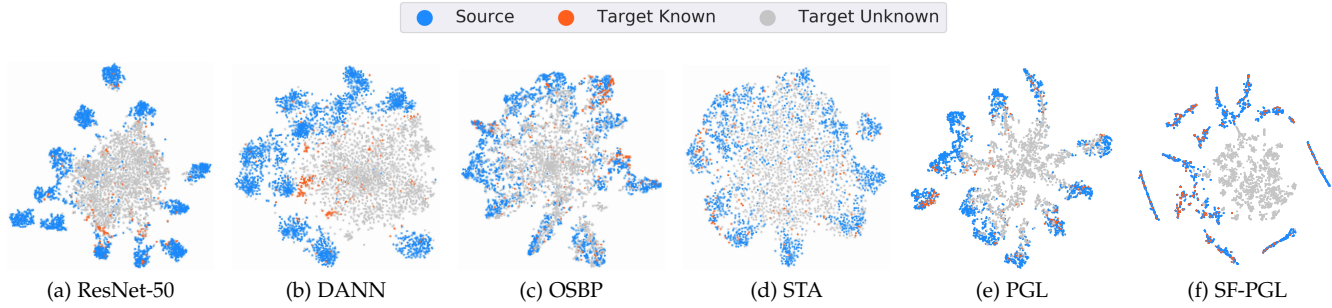 Source Target Known Target Unknown
(a) ResNet-50 (b) DANN (c) OSBP (d) STA (e) PGL (f) SF-PGL